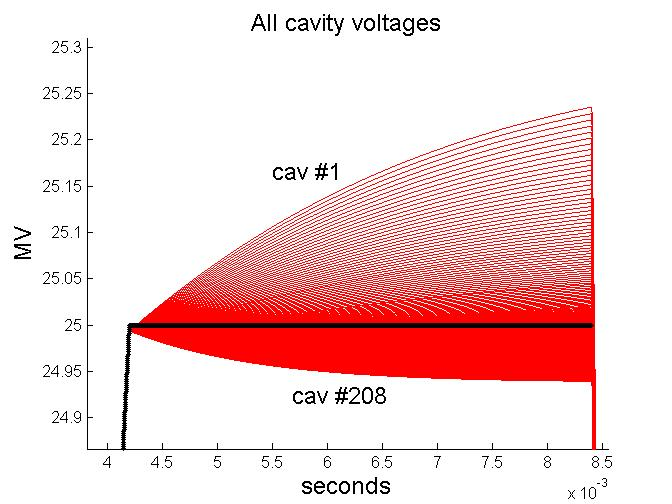 All cavity voltages
25.3
25.25
25.2
25.15
25.1
25.05
25
24.95
24.9
MV
cav #1
cav #208
4 4.5 5 5.5 6 6.5 7 7.5 8 8.5
seconds
x 10⁻³